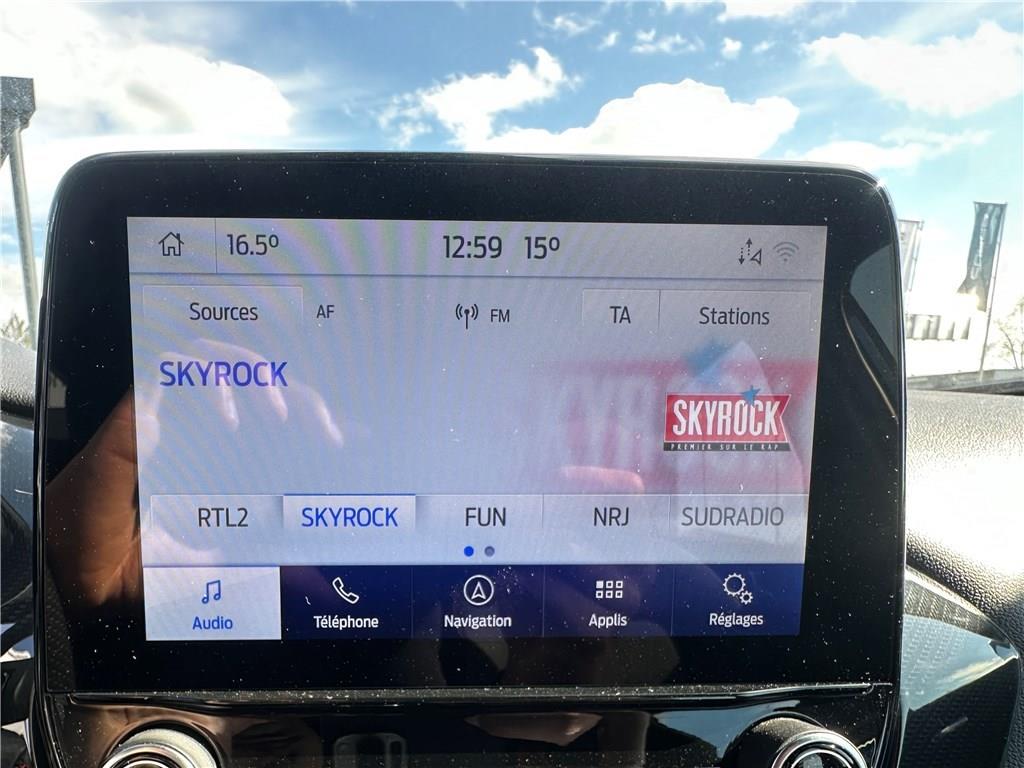 16.5° 12:59 15°
Sources AF FM TA Stations
SKYROCK
SKYROCK
PREMIER SUR LE RAP
RTL2 SKYROCK FUN NRJ SUDRADIO
Audio Téléphone Navigation Applis Réglages